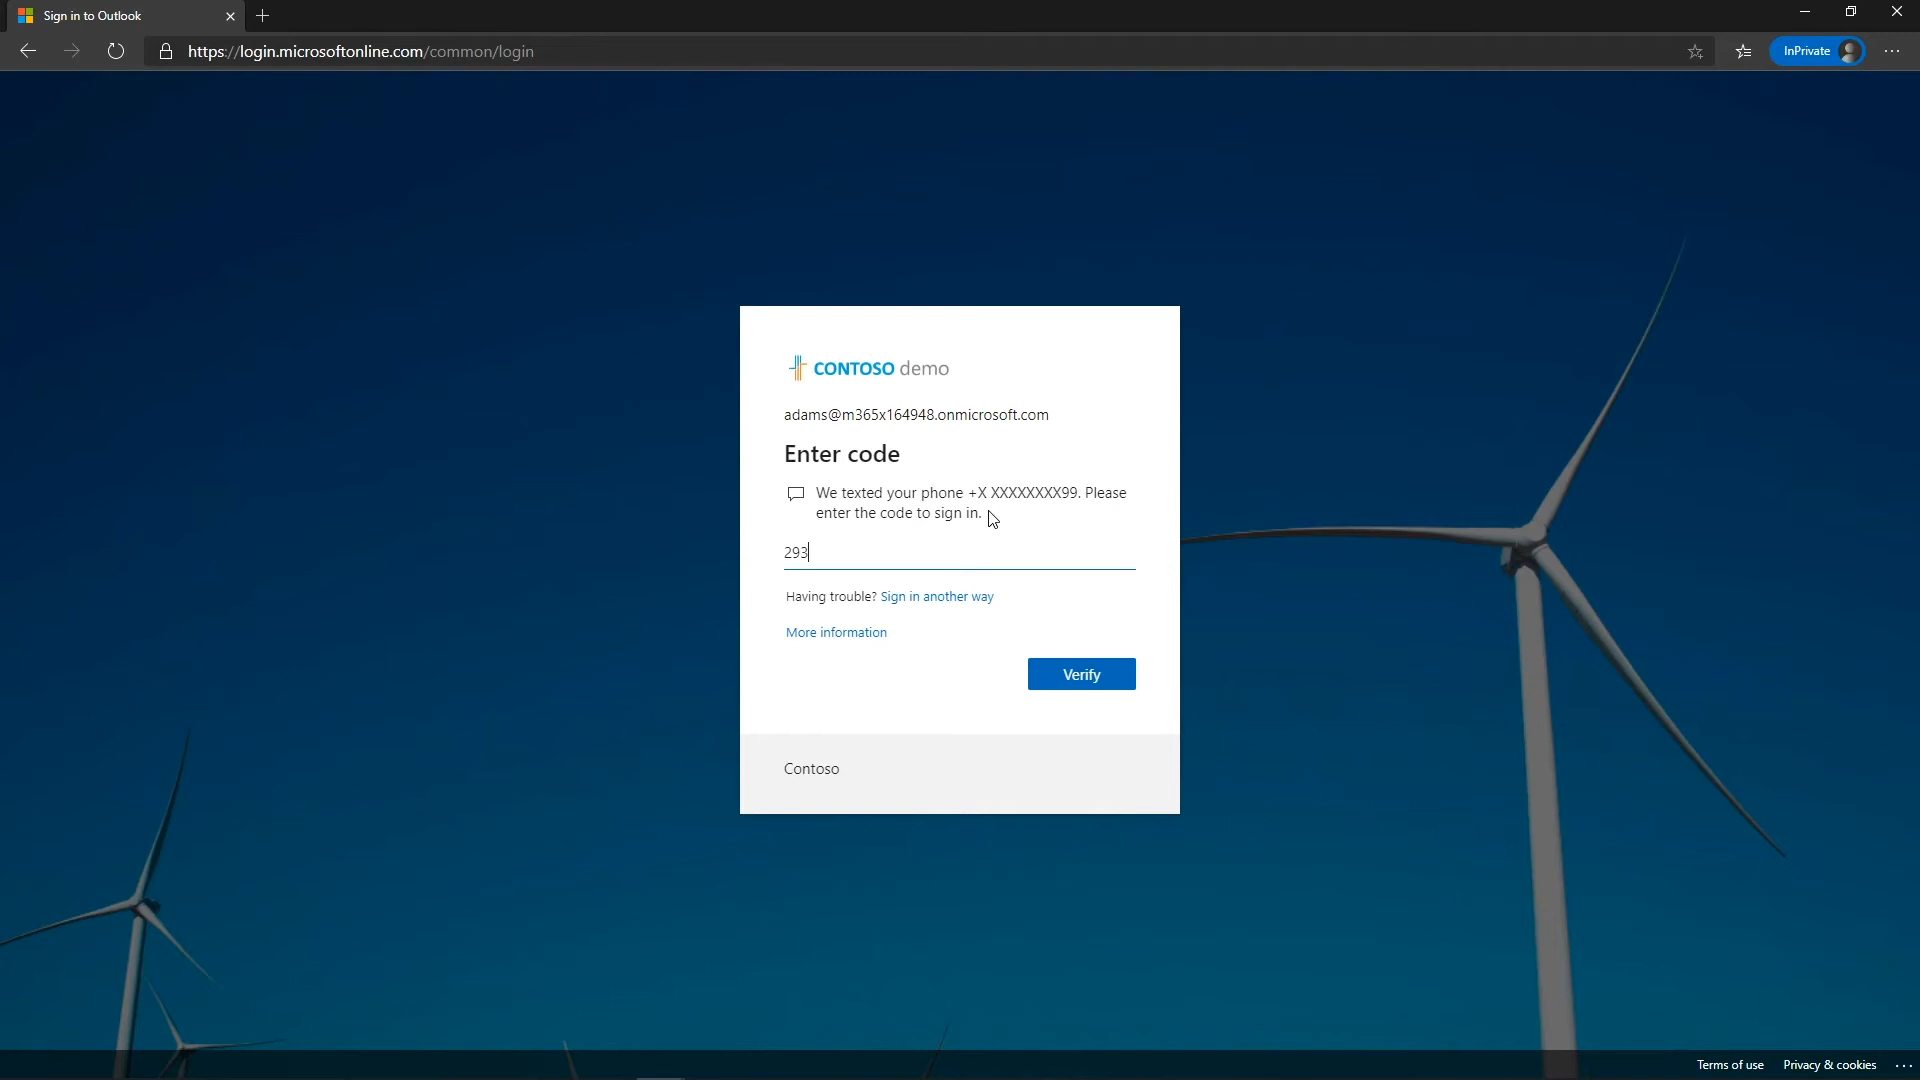 Sign in to Outlook
https://login.microsoftonline.com/common/login
InPrivate
CONTOSO demo
adams@m365x164948.onmicrosoft.com
Enter code
We texted your phone +X XXXXXXXX99. Please
enter the code to sign in.
293
Having trouble? Sign in another way
More information
Verify
Contoso
Terms of use Privacy & cookies